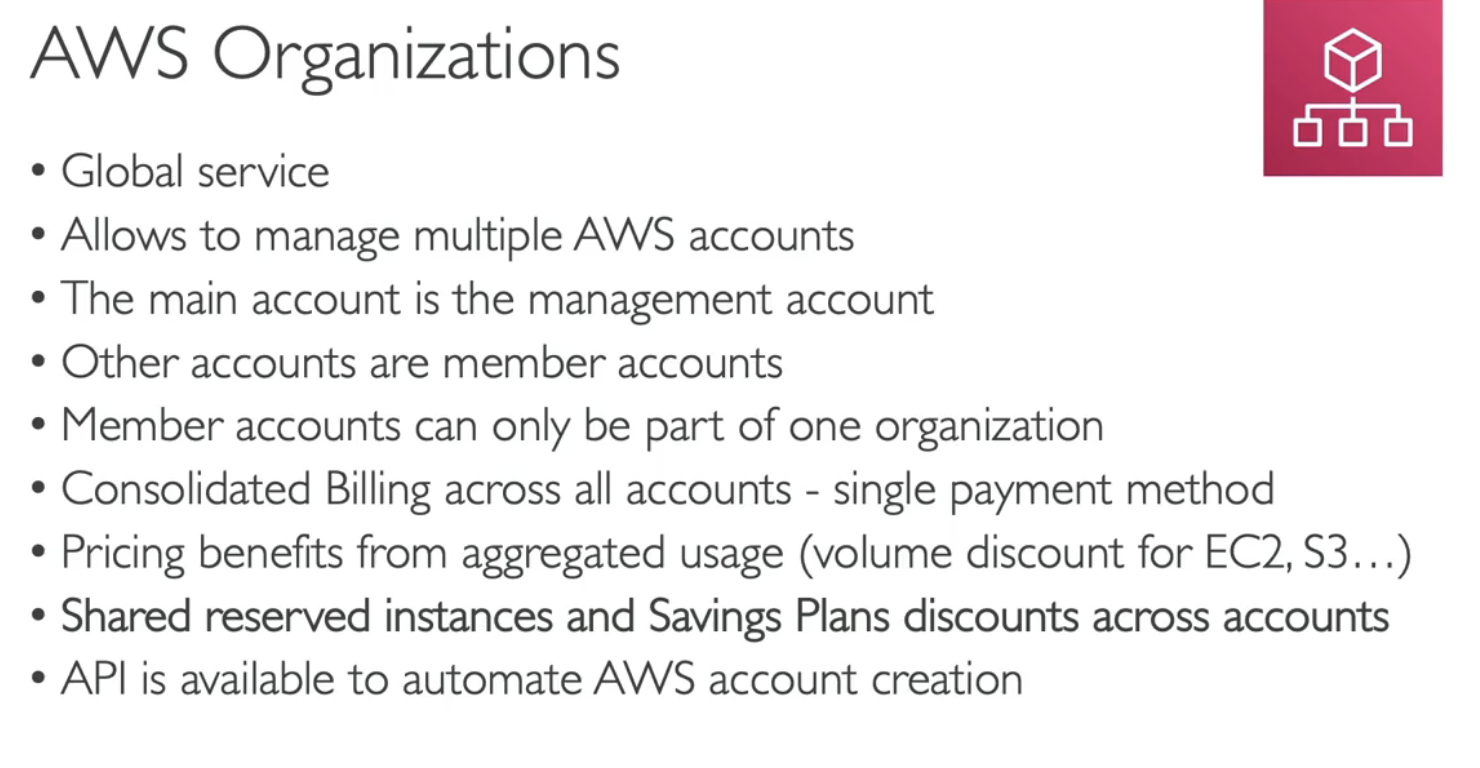 AWS Organizations
• Global service
• Allows to manage multiple AWS accounts
• The main account is the management account
• Other accounts are member accounts
• Member accounts can only be part of one organization
• Consolidated Billing across all accounts - single payment method
• Pricing benefits from aggregated usage (volume discount for EC2, S3…)
• Shared reserved instances and Savings Plans discounts across accounts
• API is available to automate AWS account creation